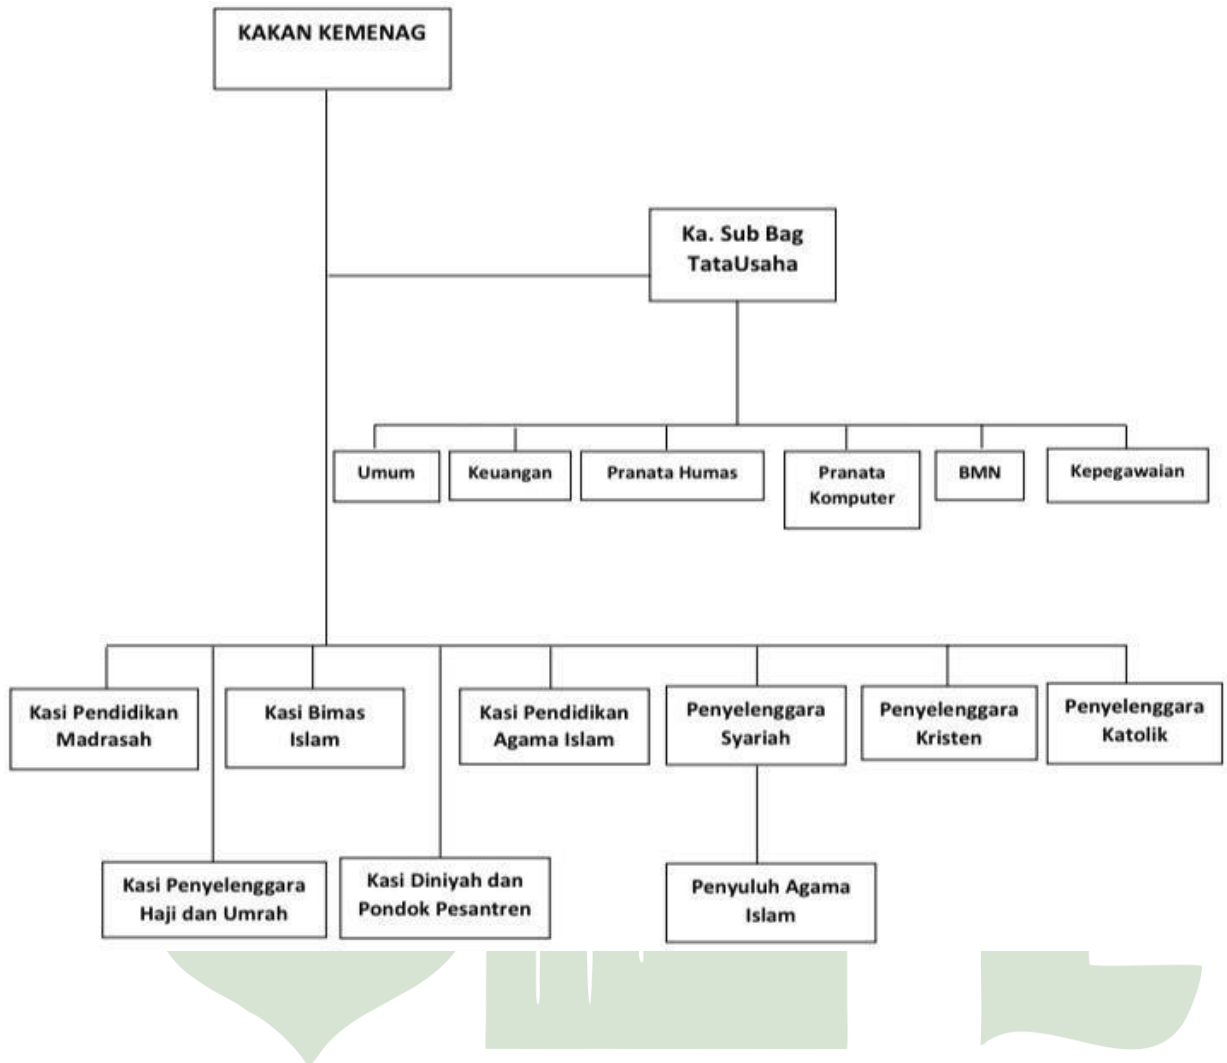 KAKAN KEMENAG
Ka. Sub Bag
TataUsaha
Umum
Keuangan
Pranata Humas
Pranata
Komputer
BMN
Kepegawaian
Kasi Pendidikan
Madrasah
Kasi Bimas
Islam
Kasi Pendidikan
Agama Islam
Penyelenggara
Syariah
Penyelenggara
Kristen
Penyelenggara
Katolik
Kasi Penyelenggara
Haji dan Umrah
Kasi Diniyah dan
Pondok Pesantren
Penyuluh Agama
Islam